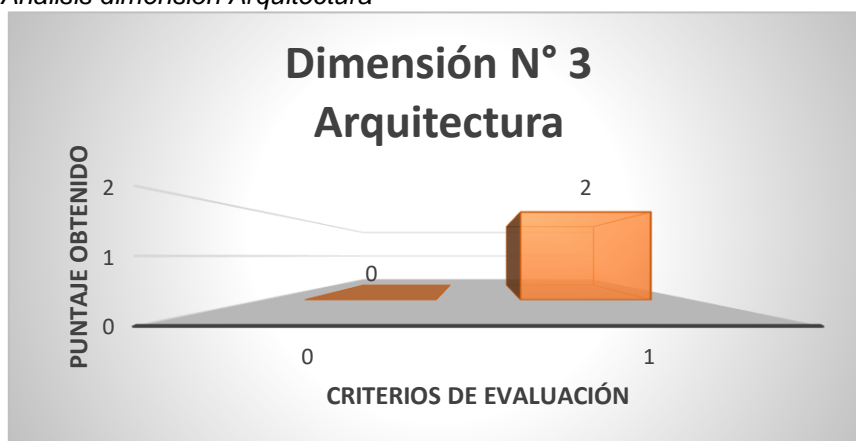 Análisis dimensión Arquitectura
Dimensión N° 3
Arquitectura
PUNTAJE OBTENIDO
2
1
0
0
2
0
1
CRITERIOS DE EVALUACIÓN